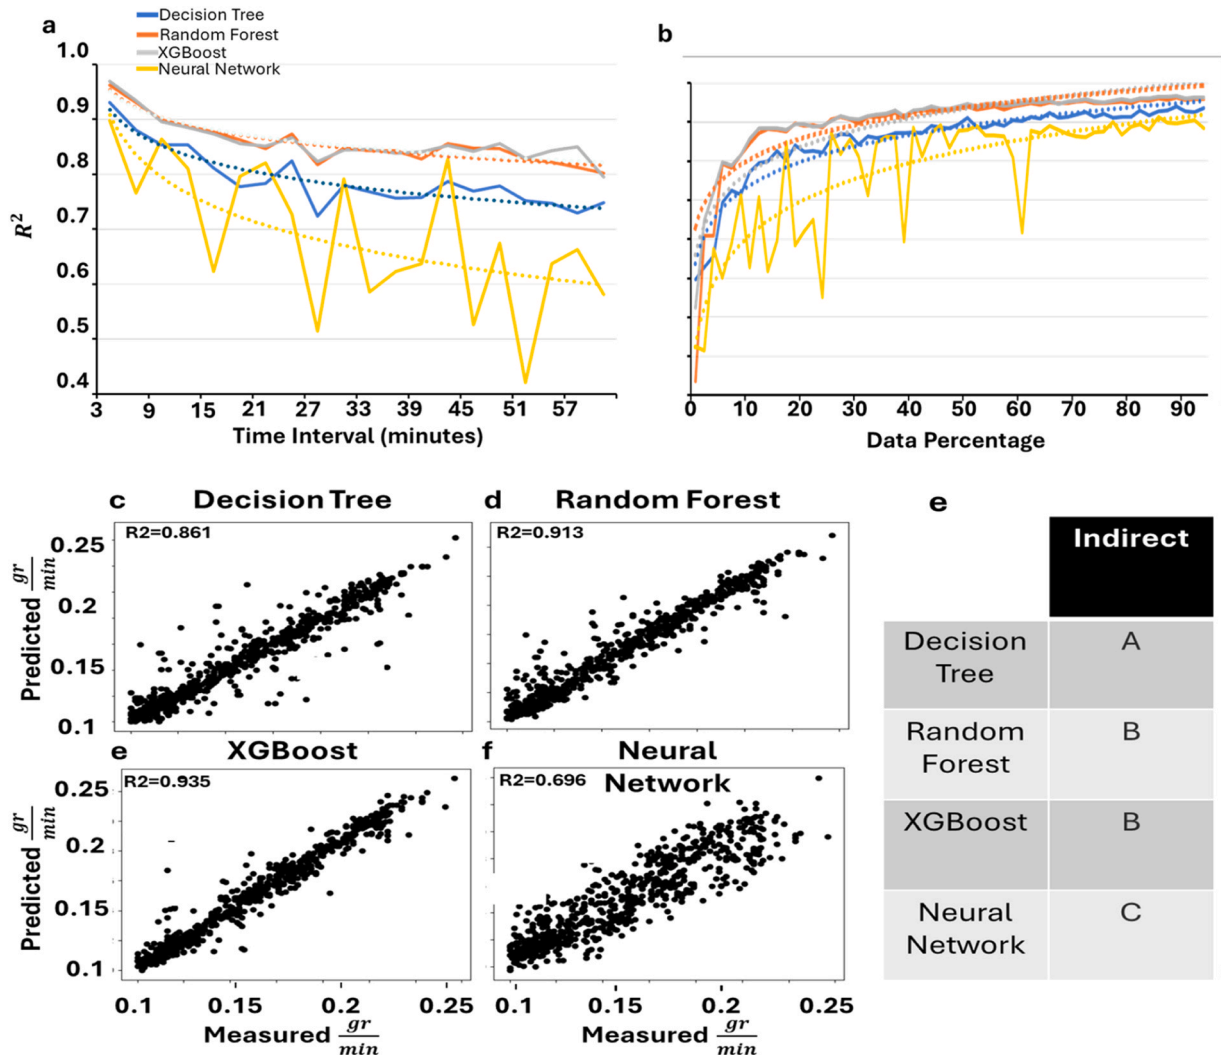 a
Decision Tree
Random Forest
XGBoost
Neural Network
1.0
0.9
0.8
0.7
0.6
0.5
0.4
R²
3 9 15 21 27 33 39 45 51 57
Time Interval (minutes)
b
0 10 20 30 40 50 60 70 80 90
Data Percentage
c Decision Tree
R2=0.861
0.25
0.2
0.15
0.1
Predicted gr/min
d Random Forest
R2=0.913
e XGBoost
R2=0.935
0.25
0.2
0.15
0.1
Predicted gr/min
0.1 0.15 0.2 0.25
Measured gr/min
f Neural
Network
R2=0.696
0.1 0.15 0.2 0.25
Measured gr/min
e
Indirect
Decision
Tree
A
Random
Forest
B
XGBoost
B
Neural
Network
C